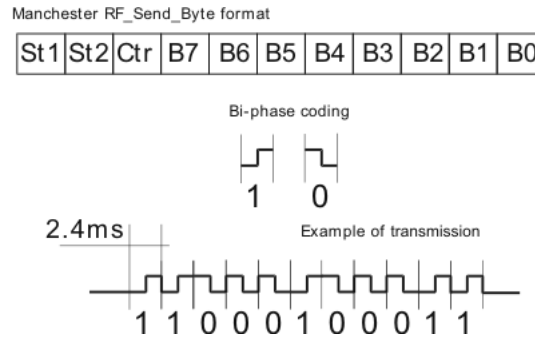 Manchester RF_Send_Byte format
St1 St2 Ctr B7 B6 B5 B4 B3 B2 B1 B0
Bi-phase coding
1 0
2.4ms
Example of transmission
1 1 0 0 0 1 0 0 0 1 1